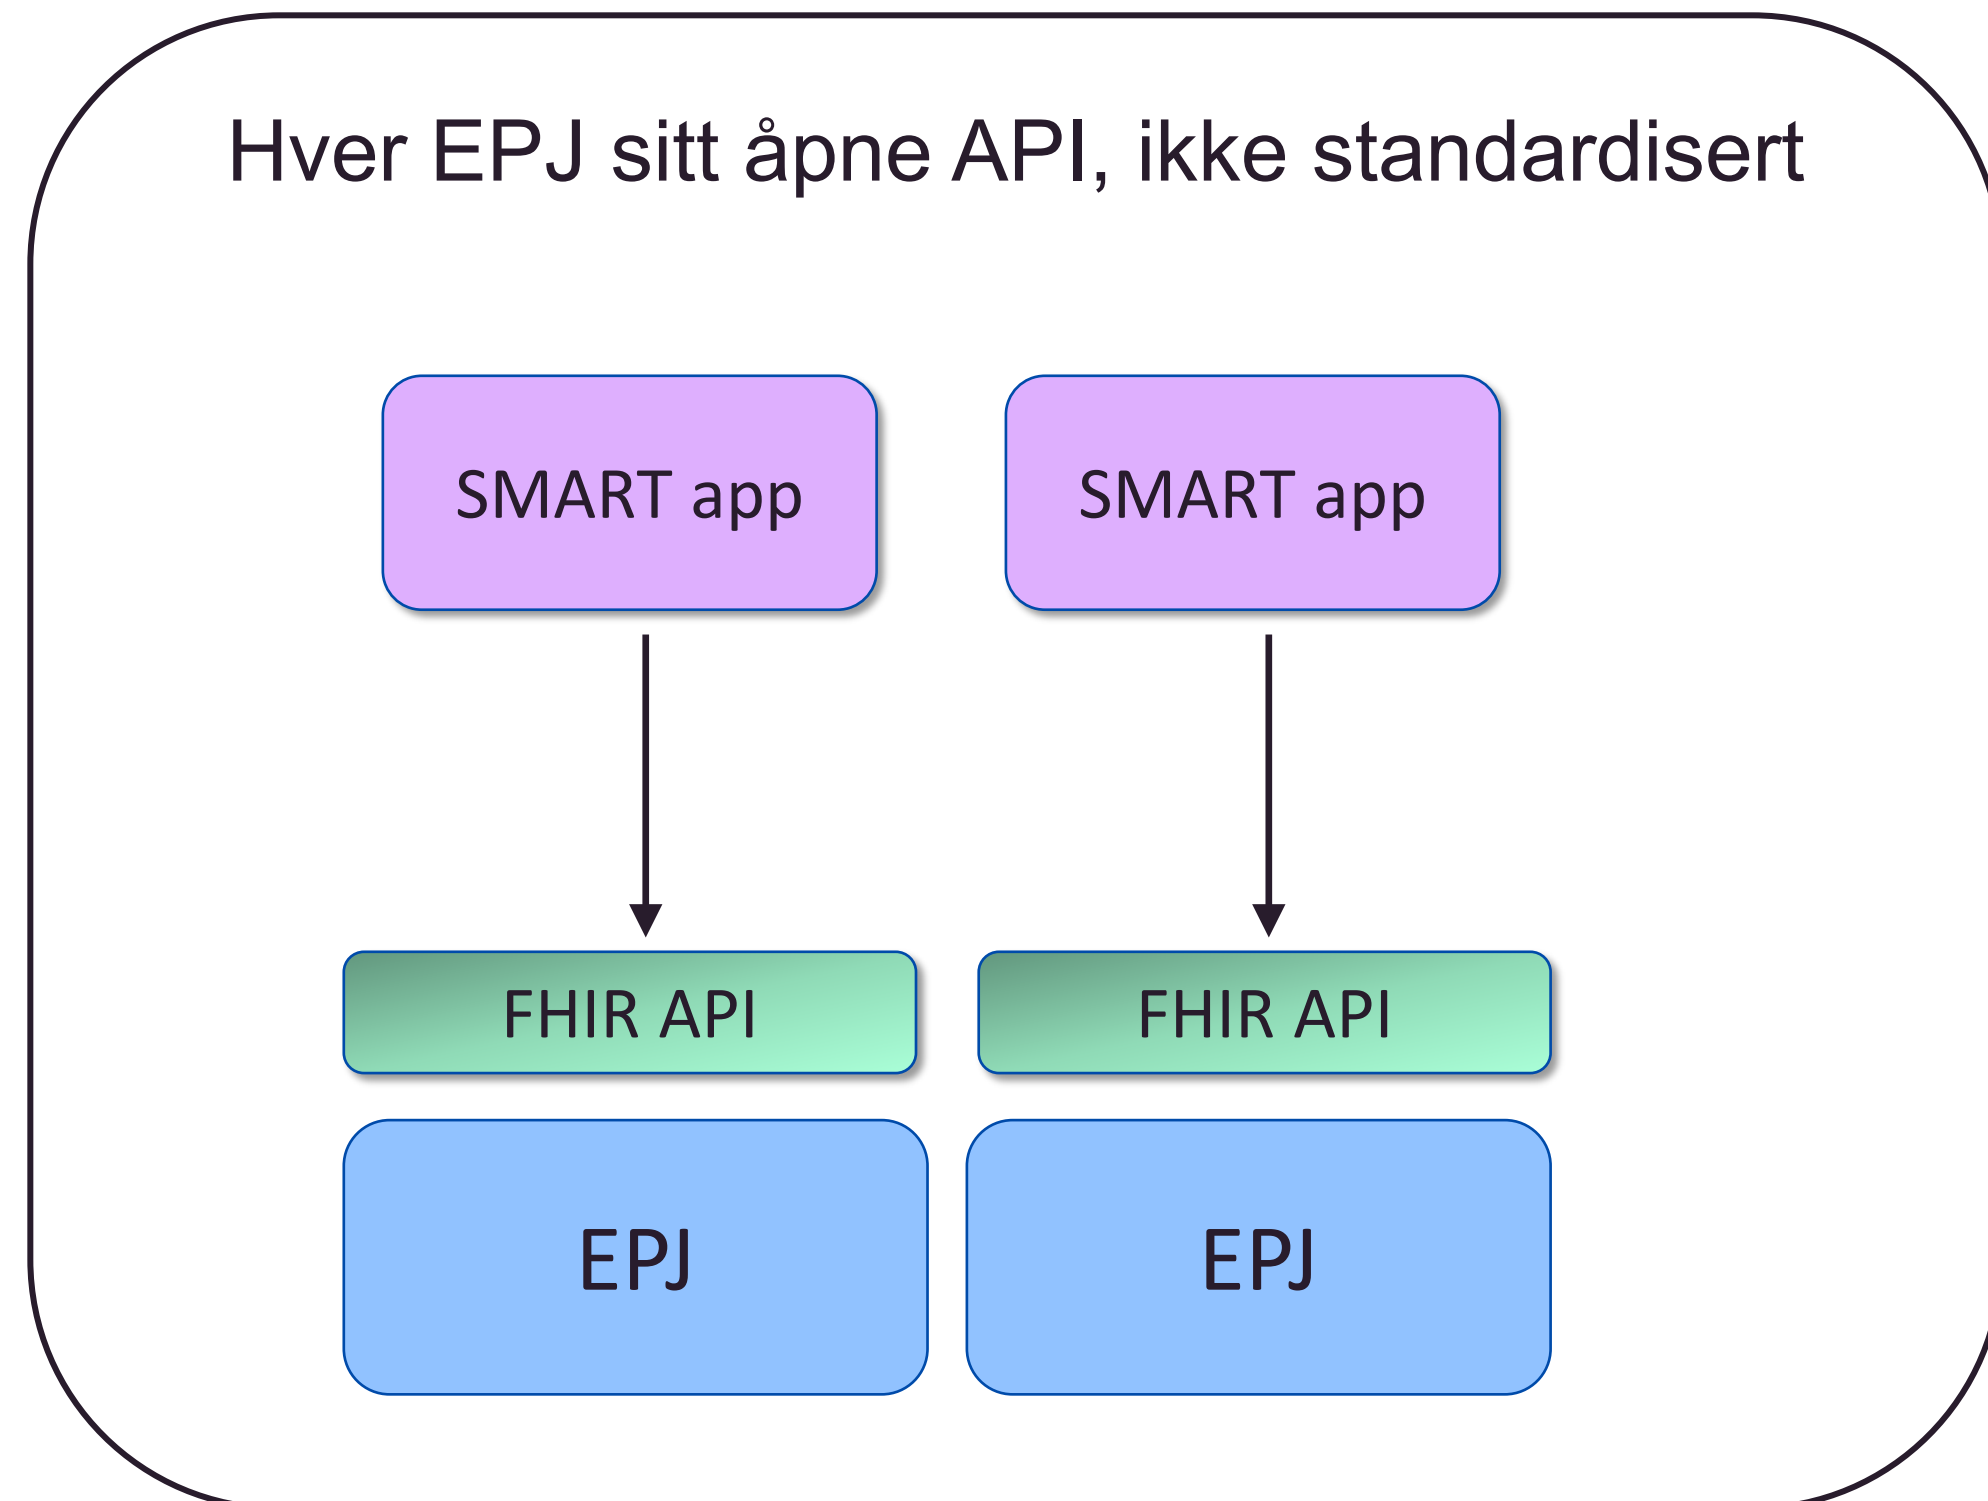 Hver EPJ sitt åpne API, ikke standardisert
SMART app
SMART app
FHIR API
FHIR API
EPJ
EPJ